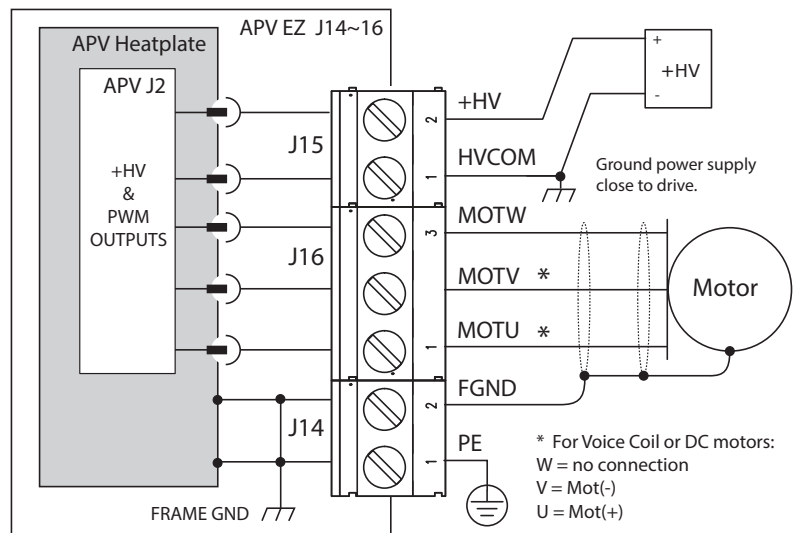 APV EZ J14~16
APV Heatplate
APV J2
+HV
&
PWM
OUTPUTS
J15
J16
J14
FRAME GND
2
1
3
1
2
1
+HV
HVCOM
MOTW
MOTV *
MOTU *
FGND
PE
+
+HV
-
Ground power supply
close to drive.
Motor
* For Voice Coil or DC motors:
W = no connection
V = Mot(-)
U = Mot(+)